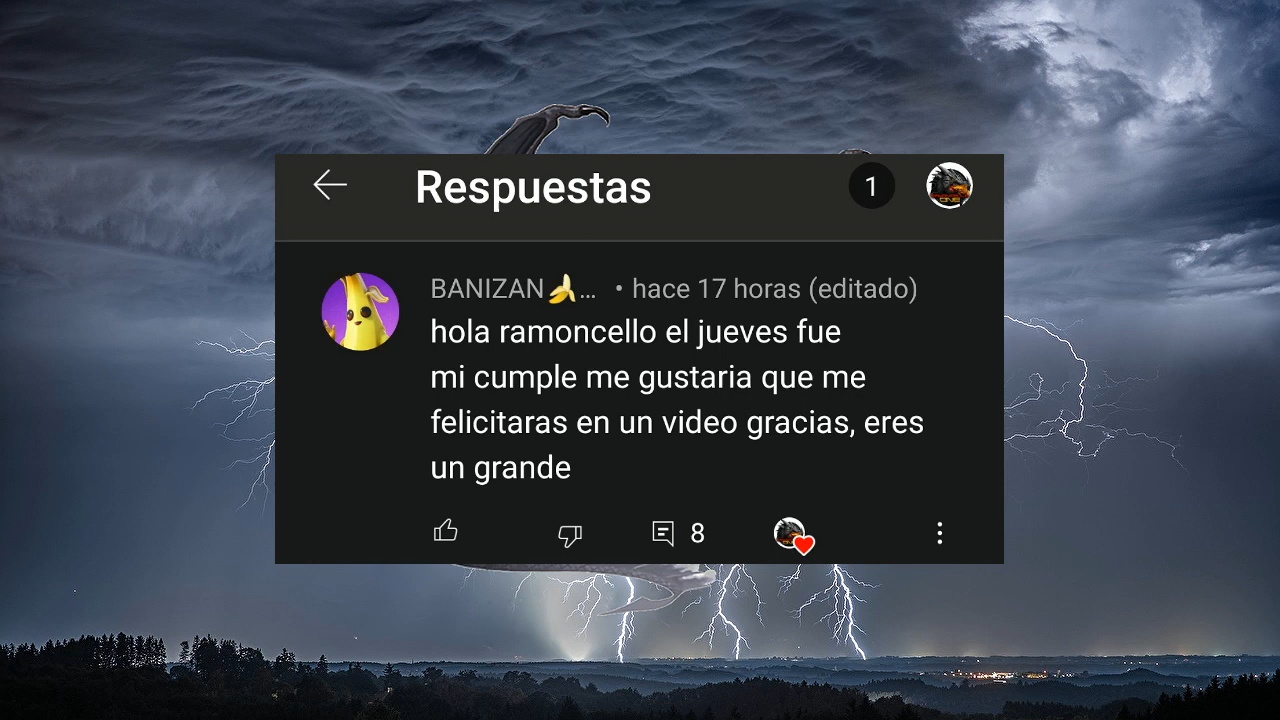 Respuestas
1
BANIZAN🍌... • hace 17 horas (editado)
hola ramoncello el jueves fue
mi cumple me gustaria que me
felicitaras en un video gracias, eres
un grande
8